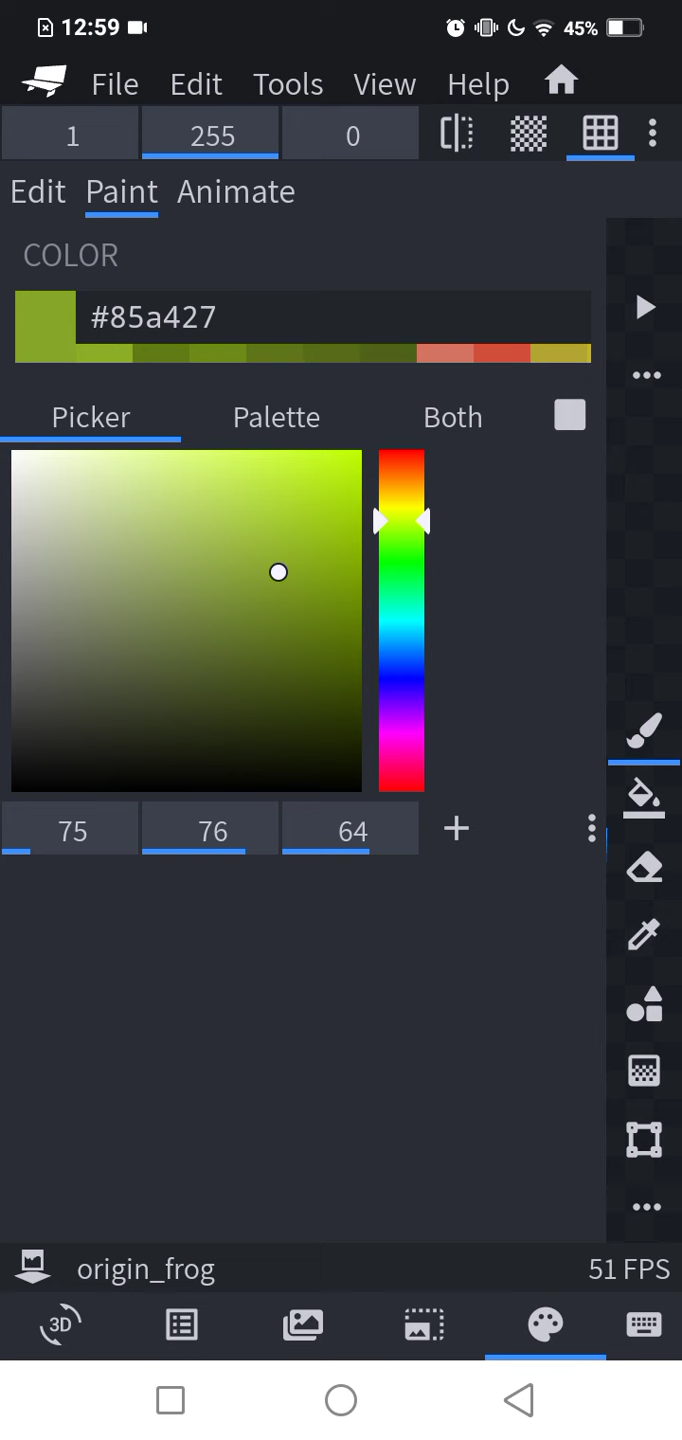 12:59 45%
File Edit Tools View Help
1 255 0
Edit Paint Animate
COLOR
#85a427
Picker Palette Both
75 76 64
origin_frog 51 FPS
3D